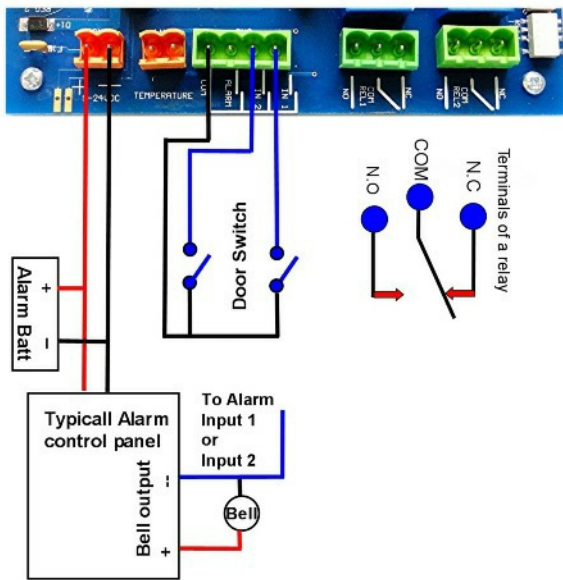 + -
-24VDC
TEMPERATURE
COM
ALARM
IN 2
IN 1
NO
COM
REL1
NC
NO
COM
REL2
NC
Terminals of a relay
N.O
COM
N.C
Door Switch
Alarm Batt
+
-
Typicall Alarm
control panel
Bell output
--
+
To Alarm
Input 1
or
Input 2
Bell